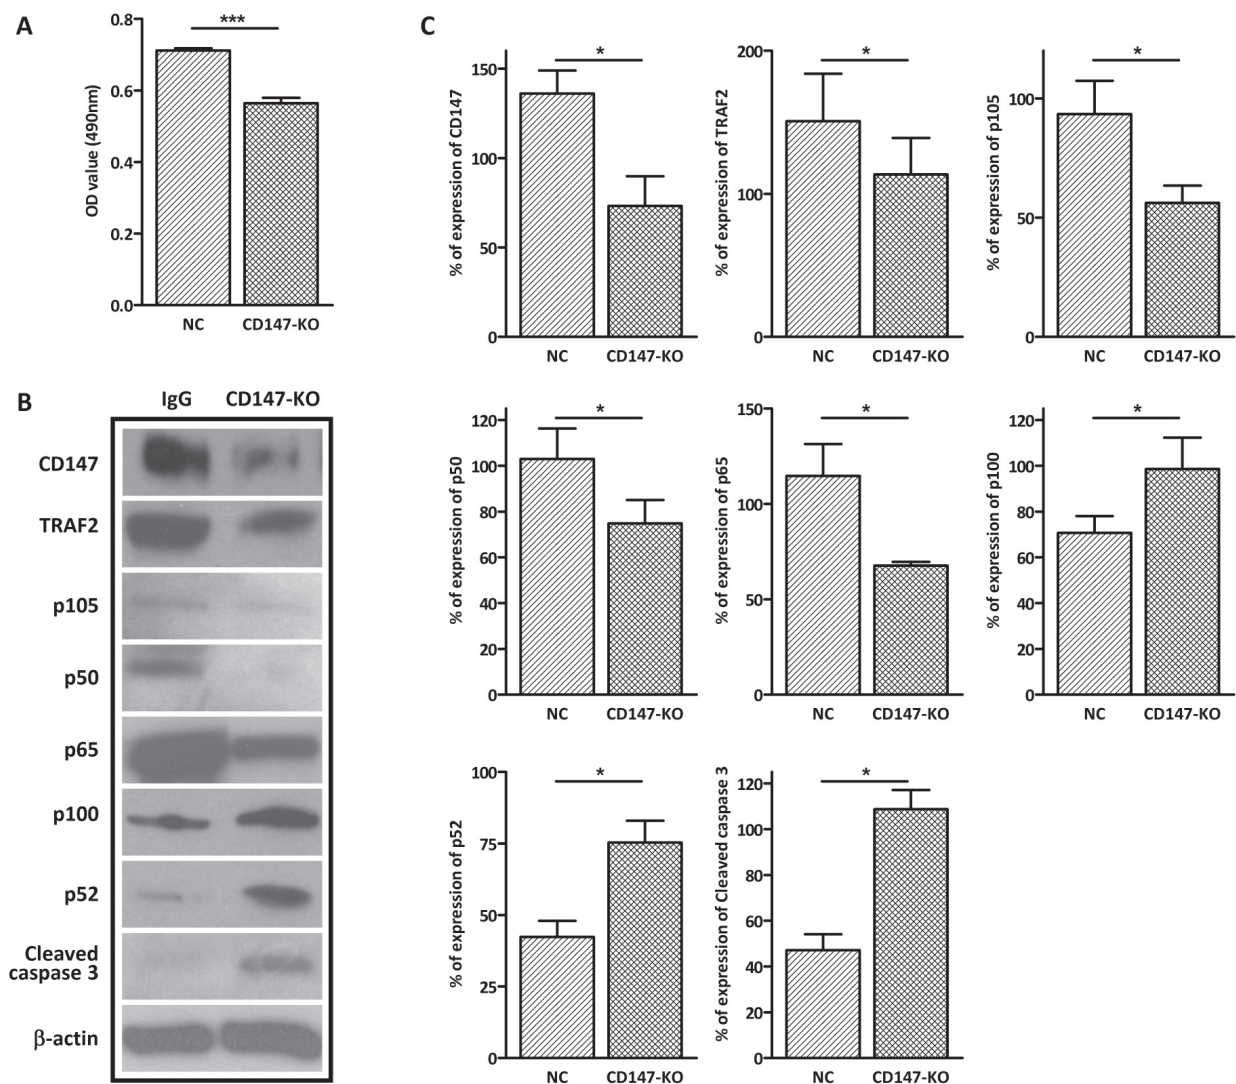 A
OD value (490nm)
0.8
0.6
0.4
0.2
0.0
***
NC CD147-KO
B
IgG CD147-KO
CD147
TRAF2
p105
p50
p65
p100
p52
Cleaved
caspase 3
β-actin
C
% of expression of CD147
150
100
50
0
*
NC CD147-KO
% of expression of TRAF2
200
100
0
*
NC CD147-KO
% of expression of p105
100
50
0
*
NC CD147-KO
% of expression of p50
120
100
80
60
40
20
0
*
NC CD147-KO
% of expression of p65
150
100
50
0
*
NC CD147-KO
% of expression of p100
120
100
80
60
40
20
0
*
NC CD147-KO
% of expression of p52
100
75
50
25
0
*
NC CD147-KO
% of expression of Cleaved caspase 3
120
100
80
60
40
20
0
*
NC CD147-KO